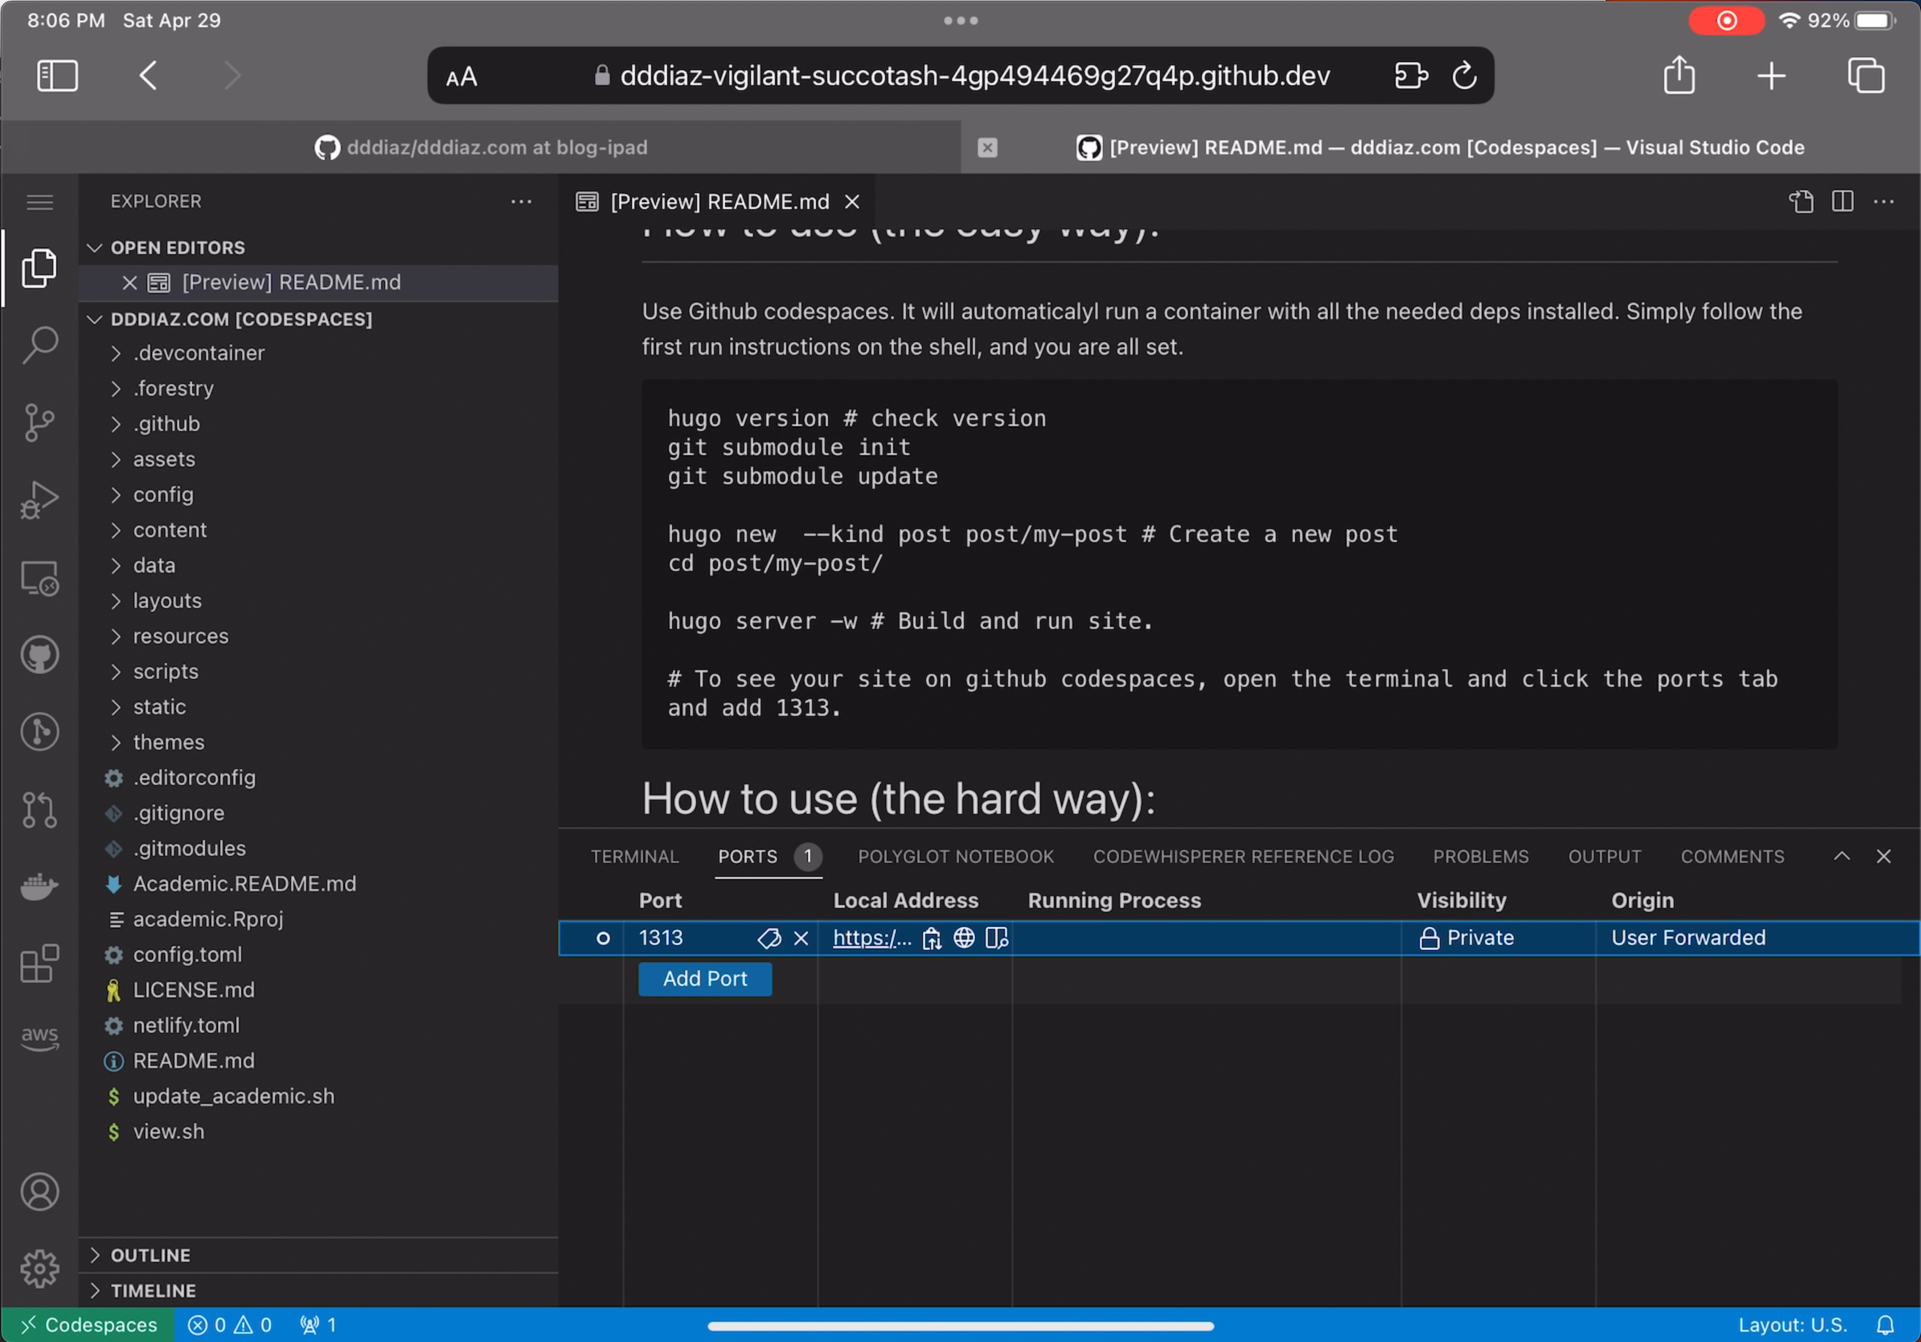 8:06 PM Sat Apr 29
92%
AA
dddiaz-vigilant-succotash-4gp494469g27q4p.github.dev
dddiaz/dddiaz.com at blog-ipad
[Preview] README.md — dddiaz.com [Codespaces] — Visual Studio Code
EXPLORER
OPEN EDITORS
[Preview] README.md
DDDIAZ.COM [CODESPACES]
.devcontainer
.forestry
.github
assets
config
content
data
layouts
resources
scripts
static
themes
.editorconfig
.gitignore
.gitmodules
Academic.README.md
academic.Rproj
config.toml
LICENSE.md
netlify.toml
README.md
update_academic.sh
view.sh
OUTLINE
TIMELINE
aws
[Preview] README.md
How to use (the easy way):
Use Github codespaces. It will automaticalyl run a container with all the needed deps installed. Simply follow the
first run instructions on the shell, and you are all set.
hugo version # check version
git submodule init
git submodule update
hugo new  --kind post post/my-post # Create a new post
cd post/my-post/
hugo server -w # Build and run site.
# To see your site on github codespaces, open the terminal and click the ports tab
and add 1313.
How to use (the hard way):
TERMINAL PORTS 1 POLYGLOT NOTEBOOK CODEWHISPERER REFERENCE LOG PROBLEMS OUTPUT COMMENTS
Port Local Address Running Process Visibility Origin
1313 https:/... Private User Forwarded
Add Port
Codespaces 0 0 1 Layout: U.S.